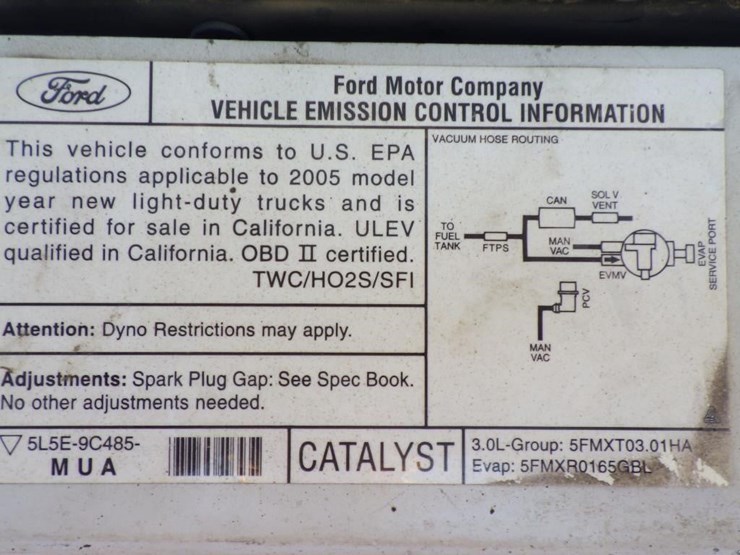 Ford
Ford Motor Company
VEHICLE EMISSION CONTROL INFORMATiON
This vehicle conforms to U.S. EPA
regulations applicable to 2005 model
year new light-duty trucks and is
certified for sale in California. ULEV
qualified in California. OBD II certified.
TWC/HO2S/SFI
Attention: Dyno Restrictions may apply.
Adjustments: Spark Plug Gap: See Spec Book.
No other adjustments needed.
VACUUM HOSE ROUTING
CAN
SOL V
VENT
TO
FUEL
TANK
FTPS
MAN
VAC
EVMV
EVAP
SERVICE PORT
PCV
MAN
VAC
5L5E-9C485-
MUA
CATALYST
3.0L-Group: 5FMXT03.01HA
Evap: 5FMXR0165GBL